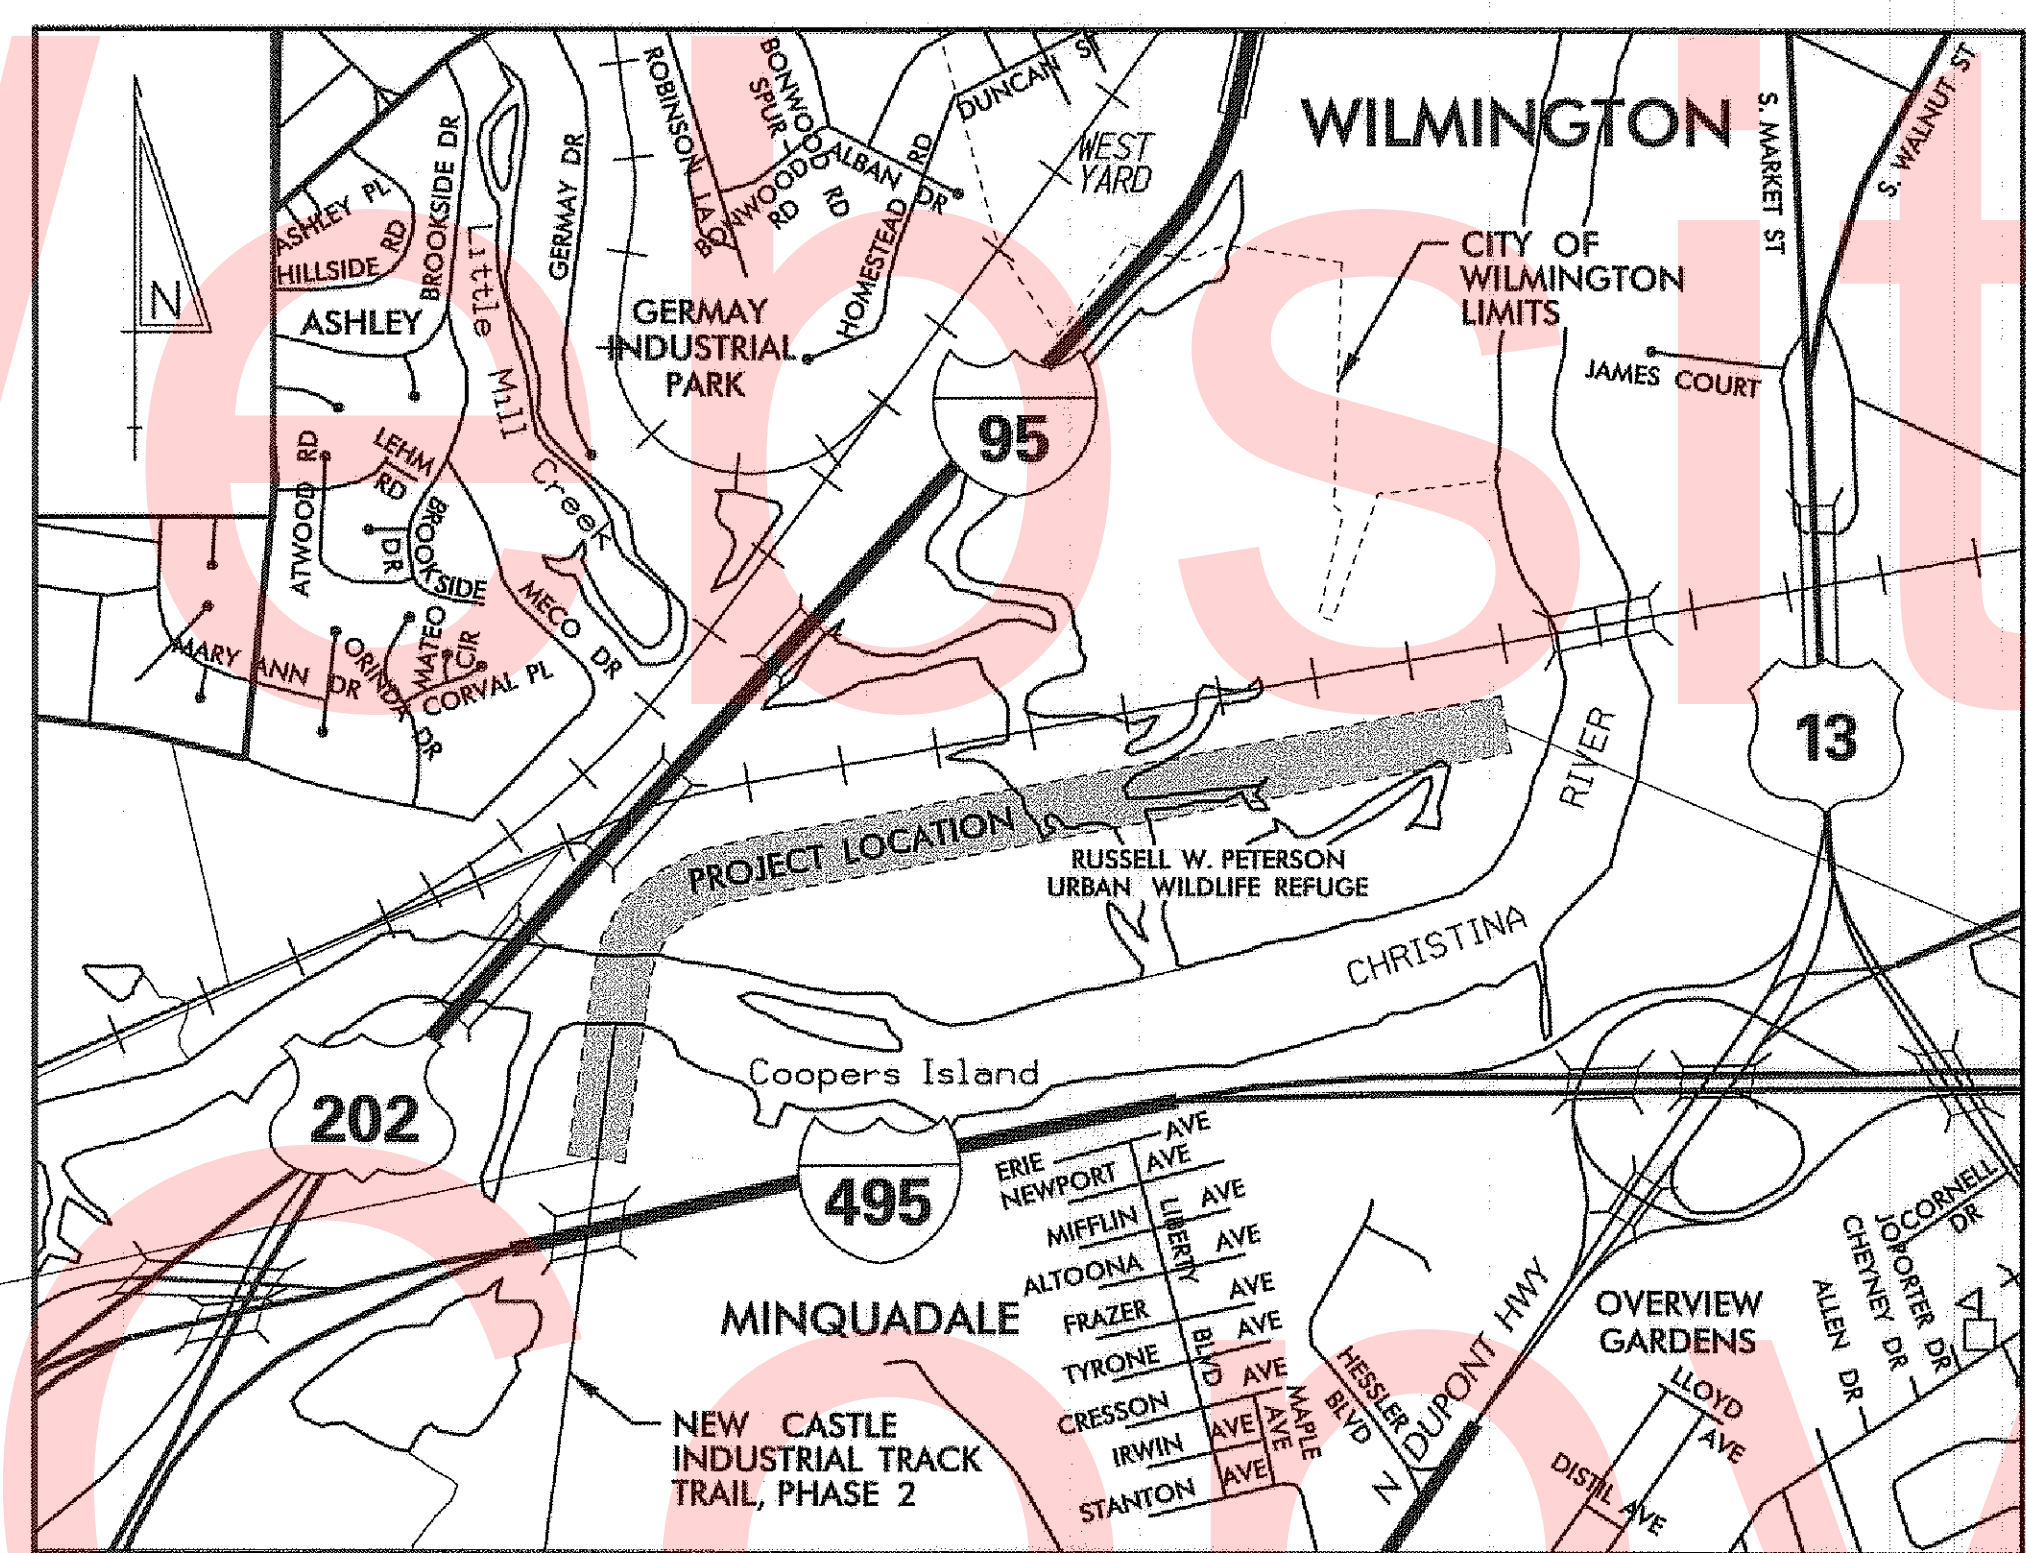 WILMINGTON
S. MARKET ST
S. WALNUT ST
DUNCAN ST
WEST
YARD
ROBINSON LA
BONWOOD
SPUR
RD
BONWOOD
RD
ALBAN DR
HOMESTEAD RD
GERMAY DR
BROOKSIDE DR
ASHLEY PL
HILLSIDE RD
ASHLEY
N
Little Mill Creek
GERMAY
INDUSTRIAL
PARK
CITY OF
WILMINGTON
LIMITS
JAMES COURT
95
ATWOOD RD
LEHM
RD
BROOKSIDE
DR
MECO DR
MARY ANN DR
ORINDA DR
MATEO
CIR
CORVAL PL
13
RIVER
PROJECT LOCATION
RUSSELL W. PETERSON
URBAN WILDLIFE REFUGE
CHRISTINA
Coopers Island
202
495
ERIE AVE
NEWPORT AVE
MIFFLIN AVE
ALTOONA AVE
FRAZER AVE
TYRONE AVE
CRESSON AVE
IRWIN AVE
STANTON AVE
LIBERTY BLVD
MAPLE
AVE
HESSLER
BLVD
N DUPONT HWY
MINQUADALE
NEW CASTLE
INDUSTRIAL TRACK
TRAIL, PHASE 2
OVERVIEW
GARDENS
LLOYD
AVE
DISTIL AVE
ALLEN DR
CHEYNEY DR
JOPORTER DR
OCORNELL
DR
Websit
Copy